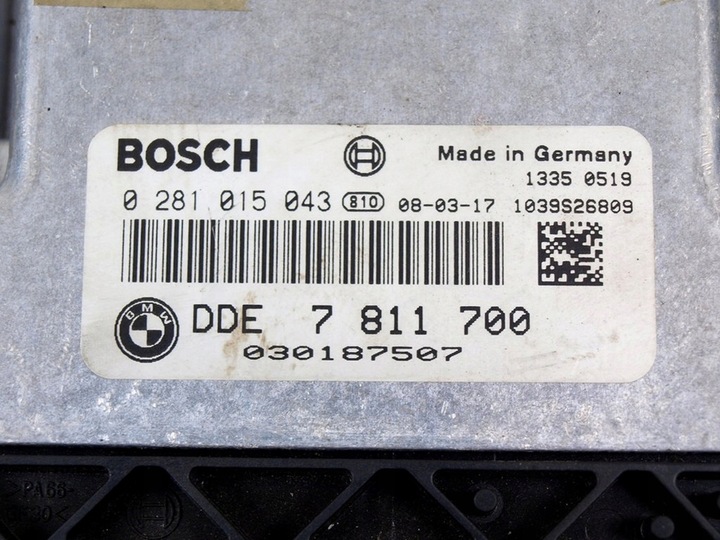 BOSCH Made in Germany
1335 0519
0 281 015 043 810 08-03-17 1039S26809
BMW DDE 7 811 700
030187507
>PA66-